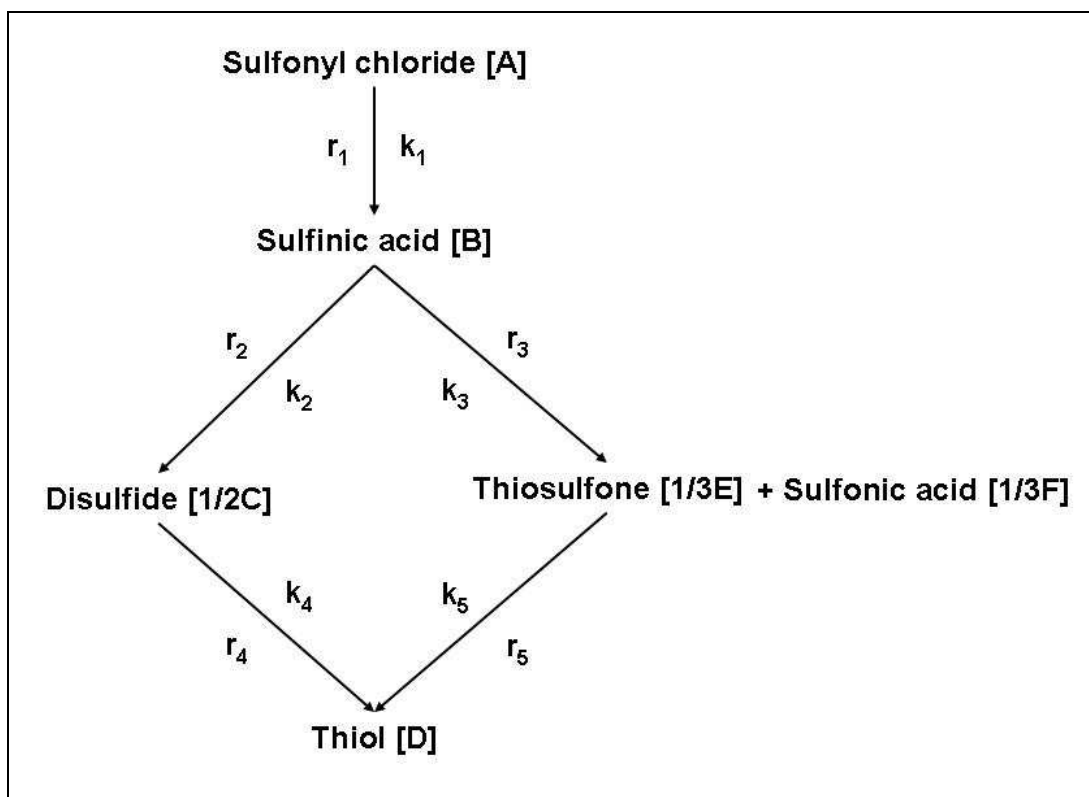 Sulfonyl chloride [A]
r₁ k₁
Sulfinic acid [B]
r₂ r₃
k₂ k₃
Disulfide [1/2C] Thiosulfone [1/3E] + Sulfonic acid [1/3F]
k₄ k₅
r₄ r₅
Thiol [D]